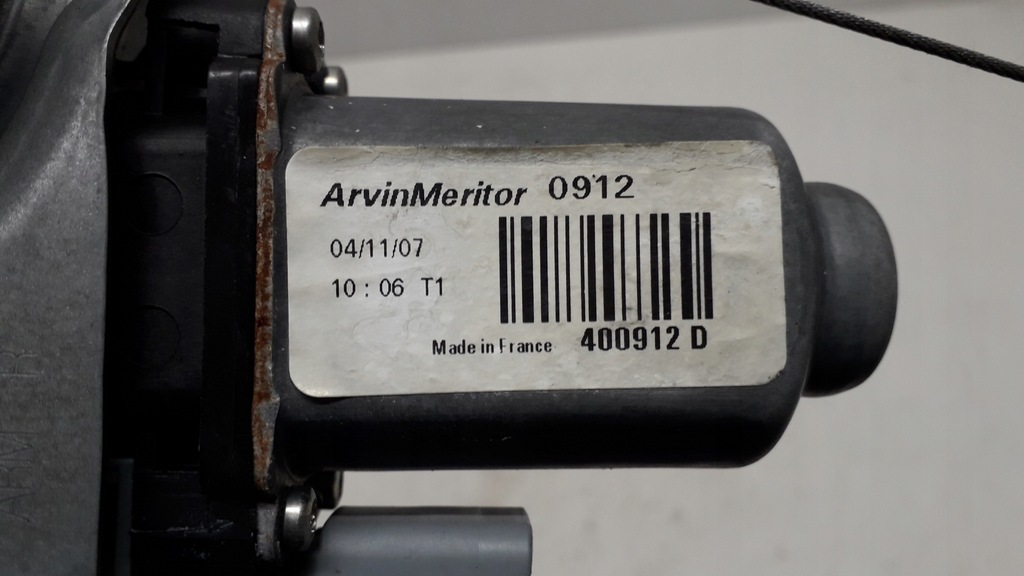 ArvinMeritor 0912
04/11/07
10 : 06 T1
Made in France 400912 D